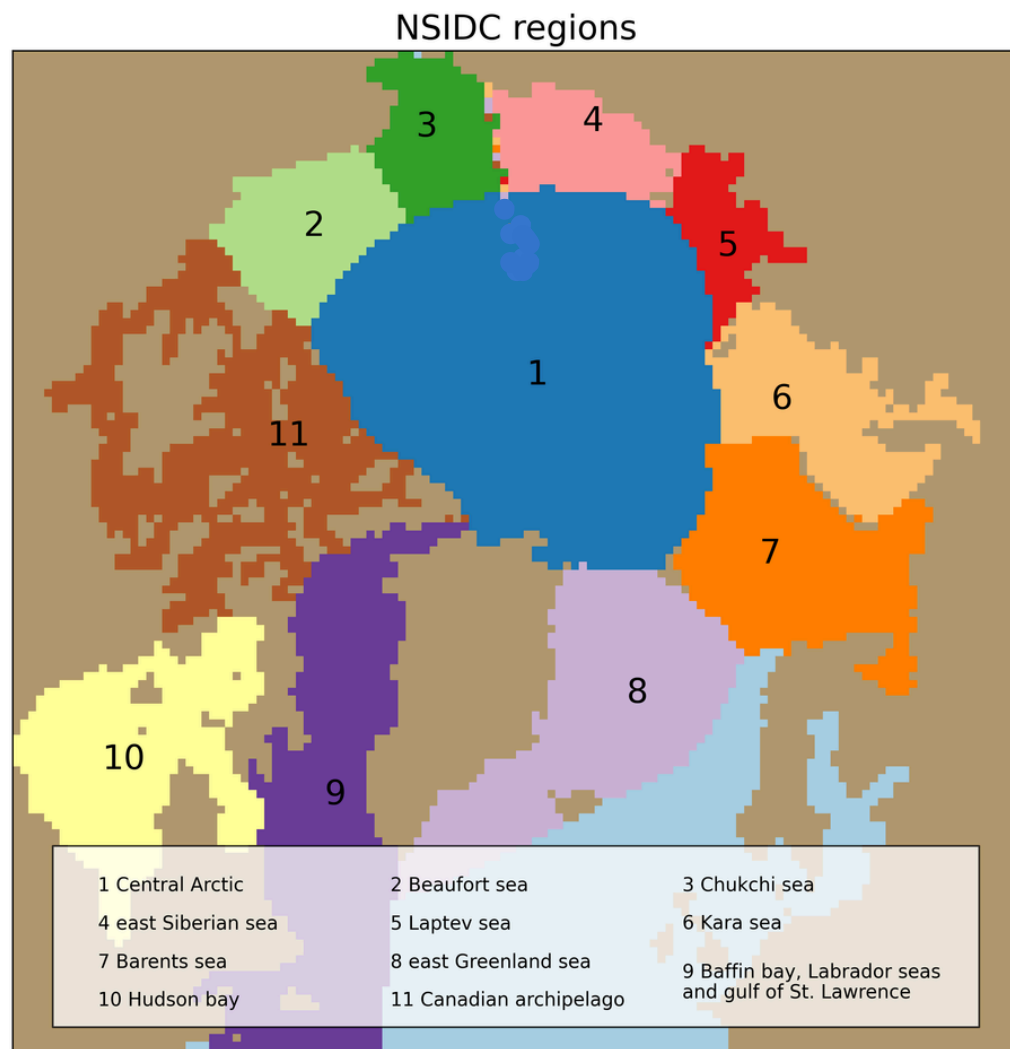 NSIDC regions
3
4
2
5
1
6
11
7
8
10
9
1 Central Arctic
2 Beaufort sea
3 Chukchi sea
4 east Siberian sea
5 Laptev sea
6 Kara sea
7 Barents sea
8 east Greenland sea
9 Baffin bay, Labrador seas
and gulf of St. Lawrence
10 Hudson bay
11 Canadian archipelago